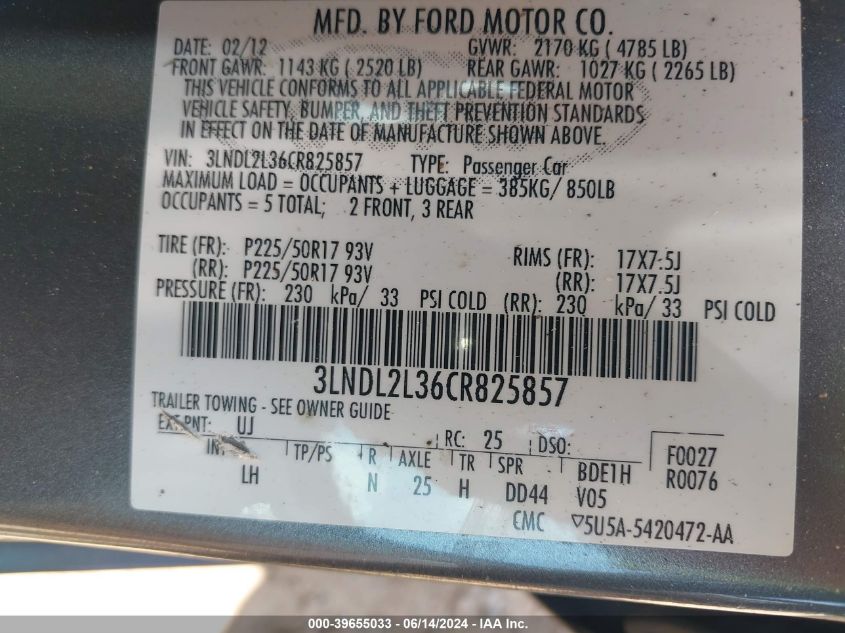 MFD. BY FORD MOTOR CO.
DATE: 02/12 GVWR: 2170 KG ( 4785 LB)
FRONT GAWR: 1143 KG ( 2520 LB) REAR GAWR: 1027 KG ( 2265 LB)
THIS VEHICLE CONFORMS TO ALL APPLICABLE FEDERAL MOTOR
VEHICLE SAFETY, BUMPER, AND THEFT PREVENTION STANDARDS
IN EFFECT ON THE DATE OF MANUFACTURE SHOWN ABOVE.
VIN: 3LNDL2L36CR825857 TYPE: Passenger Car
MAXIMUM LOAD = OCCUPANTS + LUGGAGE = 385KG/ 850LB
OCCUPANTS = 5 TOTAL; 2 FRONT, 3 REAR
TIRE (FR): P225/50R17 93V RIMS (FR): 17X7.5J
(RR): P225/50R17 93V (RR): 17X7.5J
PRESSURE (FR): 230 kPa/ 33 PSI COLD (RR): 230 kPa/ 33 PSI COLD
3LNDL2L36CR825857
TRAILER TOWING - SEE OWNER GUIDE
EXT PNT: UJ RC: 25 DSO: F0027
INT TP/PS R AXLE TR SPR BDE1H R0076
LH N 25 H DD44 V05
CMC ▽5U5A-5420472-AA
000-39655033 - 06/14/2024 - IAA Inc.